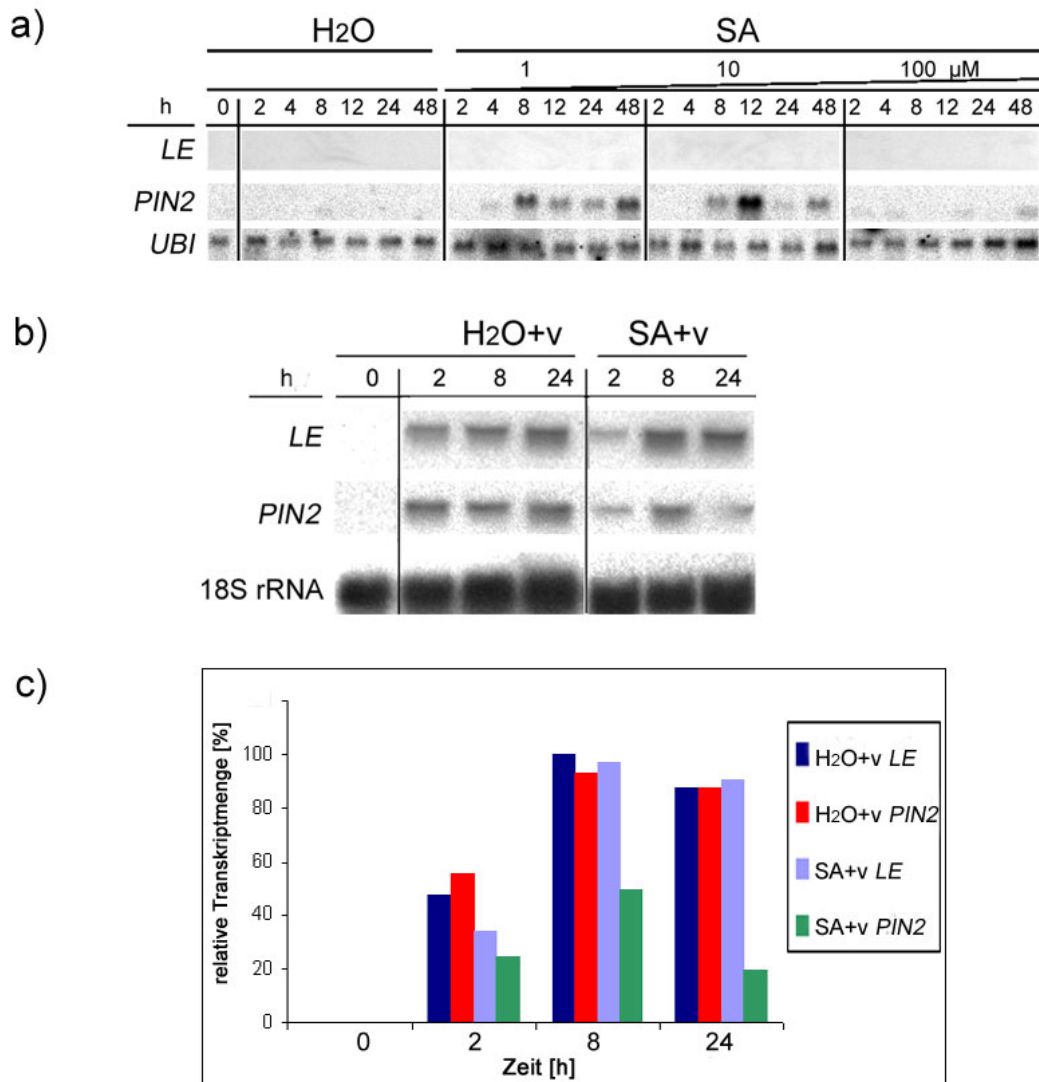 a)
H2O SA
1 10 100 µM
h 0 2 4 8 12 24 48 2 4 8 12 24 48 2 4 8 12 24 48 2 4 8 12 24 48
LE
PIN2
UBI
b)
H2O+v SA+v
h 0 2 8 24 2 8 24
LE
PIN2
18S rRNA
c)
relative Transkriptmenge [%]
100
80
60
40
20
0
0 2 8 24
Zeit [h]
H2O+v LE
H2O+v PIN2
SA+v LE
SA+v PIN2